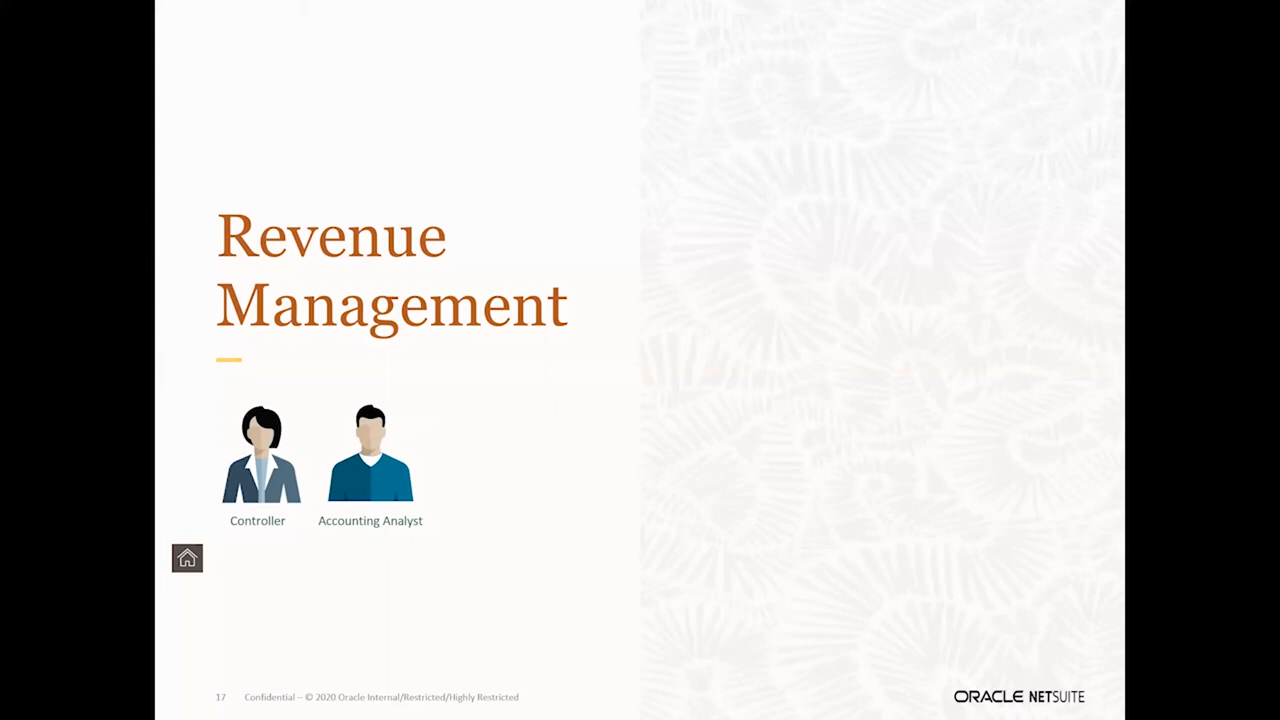 Revenue
Management
Controller
Accounting Analyst
17
Confidential – © 2020 Oracle Internal/Restricted/Highly Restricted
ORACLE NETSUITE